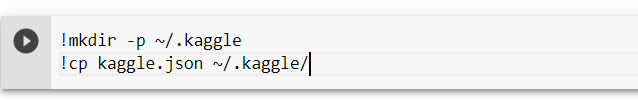 !mkdir -p ~/.kaggle
!cp kaggle.json ~/.kaggle/